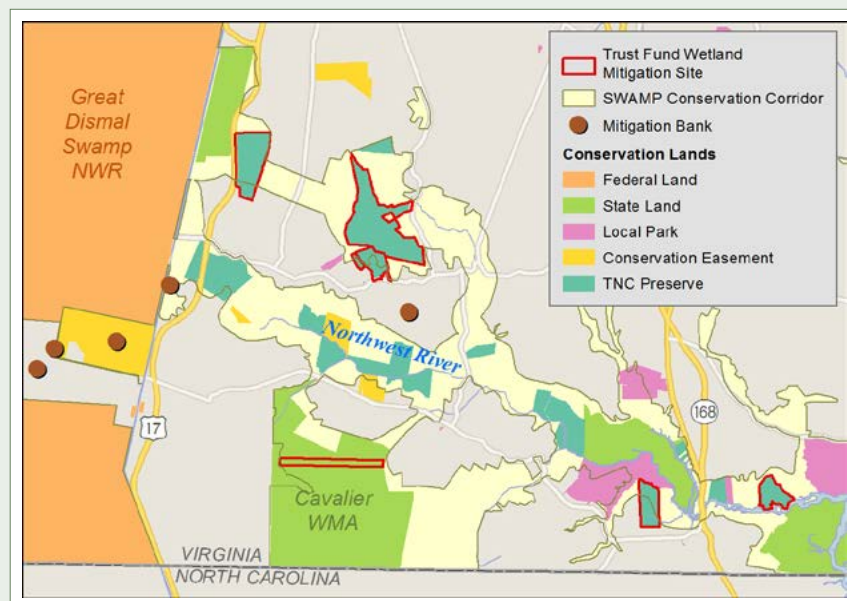 Great
Dismal
Swamp
NWR
Trust Fund Wetland
Mitigation Site
SWAMP Conservation Corridor
Mitigation Bank
Conservation Lands
Federal Land
State Land
Local Park
Conservation Easement
TNC Preserve
Northwest River
17
168
Cavalier
WMA
VIRGINIA
NORTH CAROLINA